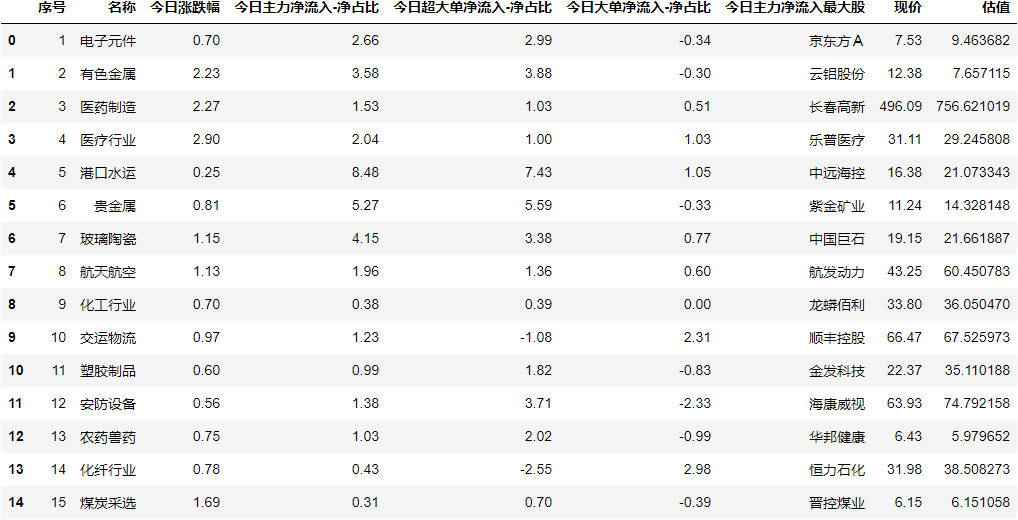 序号 名称 今日涨跌幅 今日主力净流入-净占比 今日超大单净流入-净占比 今日大单净流入-净占比 今日主力净流入最大股 现价 估值
0 1 电子元件 0.70 2.66 2.99 -0.34 京东方Ａ 7.53 9.463682
1 2 有色金属 2.23 3.58 3.88 -0.30 云铝股份 12.38 7.657115
2 3 医药制造 2.27 1.53 1.03 0.51 长春高新 496.09 756.621019
3 4 医疗行业 2.90 2.04 1.00 1.03 乐普医疗 31.11 29.245808
4 5 港口水运 0.25 8.48 7.43 1.05 中远海控 16.38 21.073343
5 6 贵金属 0.81 5.27 5.59 -0.33 紫金矿业 11.24 14.328148
6 7 玻璃陶瓷 1.15 4.15 3.38 0.77 中国巨石 19.15 21.661887
7 8 航天航空 1.13 1.96 1.36 0.60 航发动力 43.25 60.450783
8 9 化工行业 0.70 0.38 0.39 0.00 龙蟒佰利 33.80 36.050470
9 10 交运物流 0.97 1.23 -1.08 2.31 顺丰控股 66.47 67.525973
10 11 塑胶制品 0.60 0.99 1.82 -0.83 金发科技 22.37 35.110188
11 12 安防设备 0.56 1.38 3.71 -2.33 海康威视 63.93 74.792158
12 13 农药兽药 0.75 1.03 2.02 -0.99 华邦健康 6.43 5.979652
13 14 化纤行业 0.78 0.43 -2.55 2.98 恒力石化 31.98 38.508273
14 15 煤炭采选 1.69 0.31 0.70 -0.39 晋控煤业 6.15 6.151058